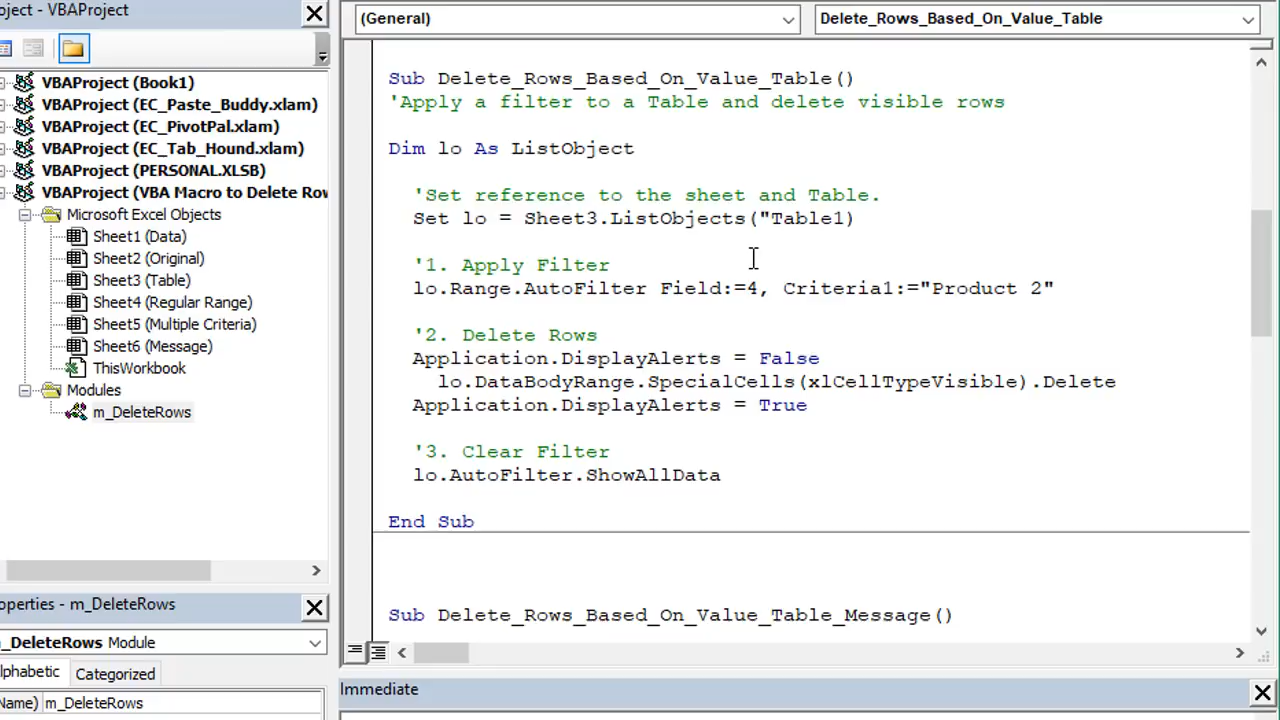 oject - VBAProject
VBAProject (Book1)
VBAProject (EC_Paste_Buddy.xlam)
VBAProject (EC_PivotPal.xlam)
VBAProject (EC_Tab_Hound.xlam)
VBAProject (PERSONAL.XLSB)
VBAProject (VBA Macro to Delete Rov
Microsoft Excel Objects
Sheet1 (Data)
Sheet2 (Original)
Sheet3 (Table)
Sheet4 (Regular Range)
Sheet5 (Multiple Criteria)
Sheet6 (Message)
ThisWorkbook
Modules
m_DeleteRows
operties - m_DeleteRows
_DeleteRows Module
lphabetic Categorized
Name) m_DeleteRows
(General) Delete_Rows_Based_On_Value_Table
Sub Delete_Rows_Based_On_Value_Table()
'Apply a filter to a Table and delete visible rows
Dim lo As ListObject
'Set reference to the sheet and Table.
Set lo = Sheet3.ListObjects("Table1)
'1. Apply Filter
lo.Range.AutoFilter Field:=4, Criteria1:="Product 2"
'2. Delete Rows
Application.DisplayAlerts = False
lo.DataBodyRange.SpecialCells(xlCellTypeVisible).Delete
Application.DisplayAlerts = True
'3. Clear Filter
lo.AutoFilter.ShowAllData
End Sub
Sub Delete_Rows_Based_On_Value_Table_Message()
Immediate